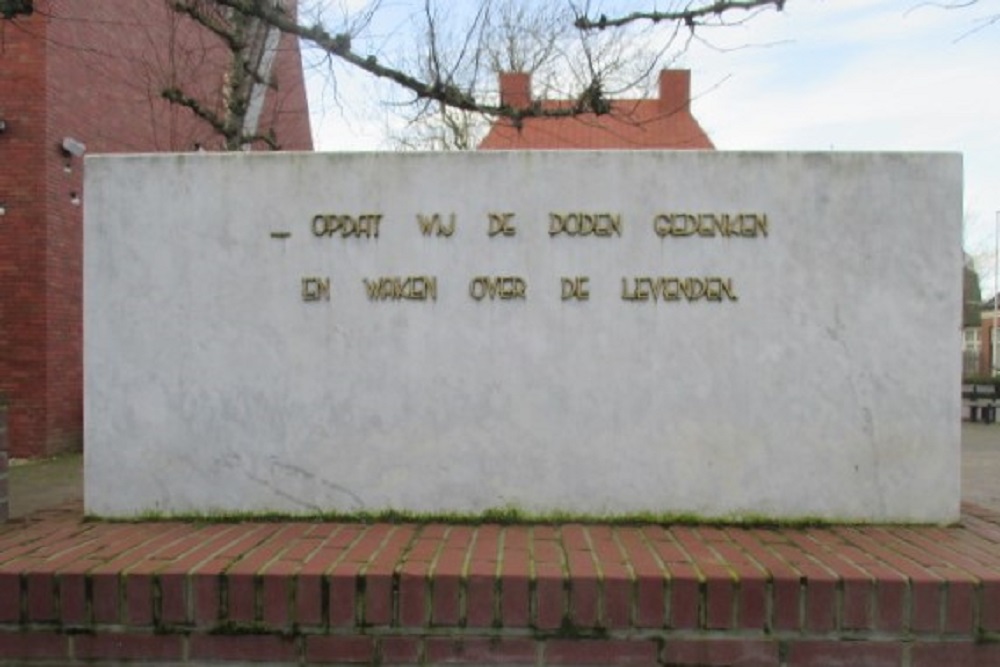 ... OPDAT WIJ DE DODEN GEDENKEN
EN WAKEN OVER DE LEVENDEN.